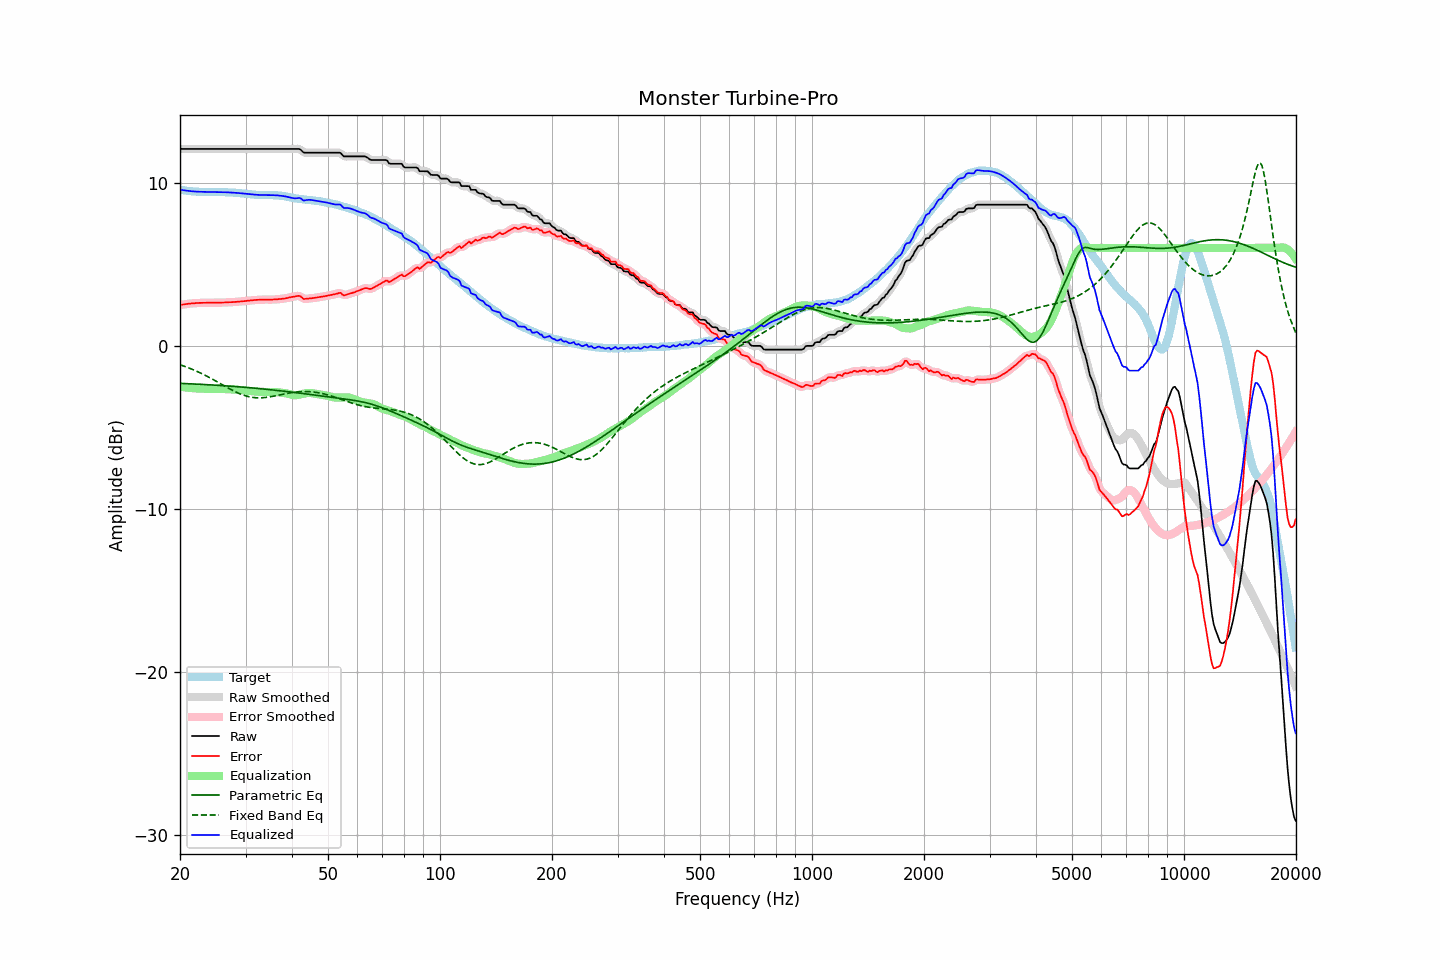 Monster Turbine-Pro
Amplitude (dBr)
10
0
−10
−20
−30
Target
Raw Smoothed
Error Smoothed
Raw
Error
Equalization
Parametric Eq
Fixed Band Eq
Equalized
20 50 100 200 500 1000 2000 5000 10000 20000
Frequency (Hz)